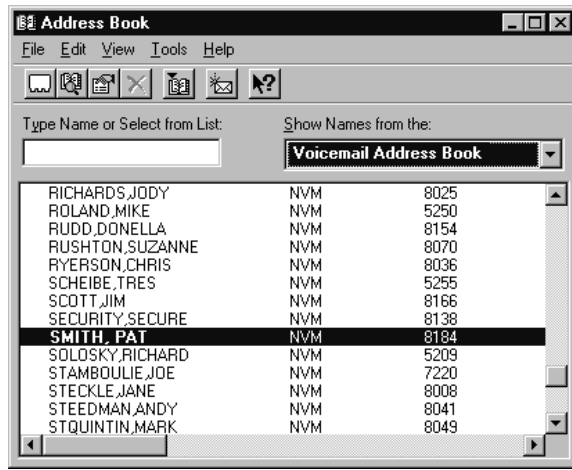 Address Book
File Edit View Tools Help
Type Name or Select from List: Show Names from the:
Voicemail Address Book
RICHARDS,JODY NVM 8025
ROLAND,MIKE NVM 5250
RUDD,DONELLA NVM 8154
RUSHTON,SUZANNE NVM 8070
RYERSON,CHRIS NVM 8036
SCHEIBE,TRES NVM 5255
SCOTT,JIM NVM 8166
SECURITY,SECURE NVM 8138
SMITH, PAT NVM 8184
SOLOSKY,RICHARD NVM 5209
STAMBOULIE,JOE NVM 7220
STECKLE,JANE NVM 8008
STEEDMAN,ANDY NVM 8041
STQUINTIN,MARK NVM 8049